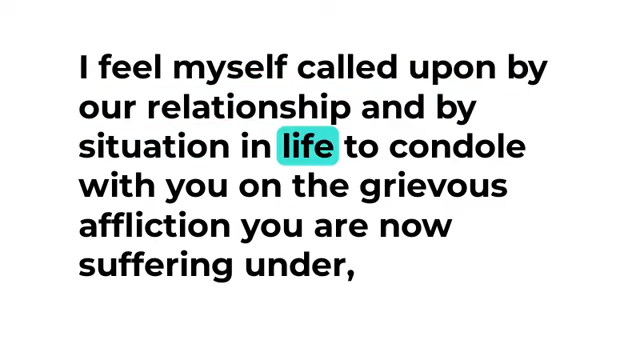 I feel myself called upon by
our relationship and by
situation in life to condole
with you on the grievous
affliction you are now
suffering under,